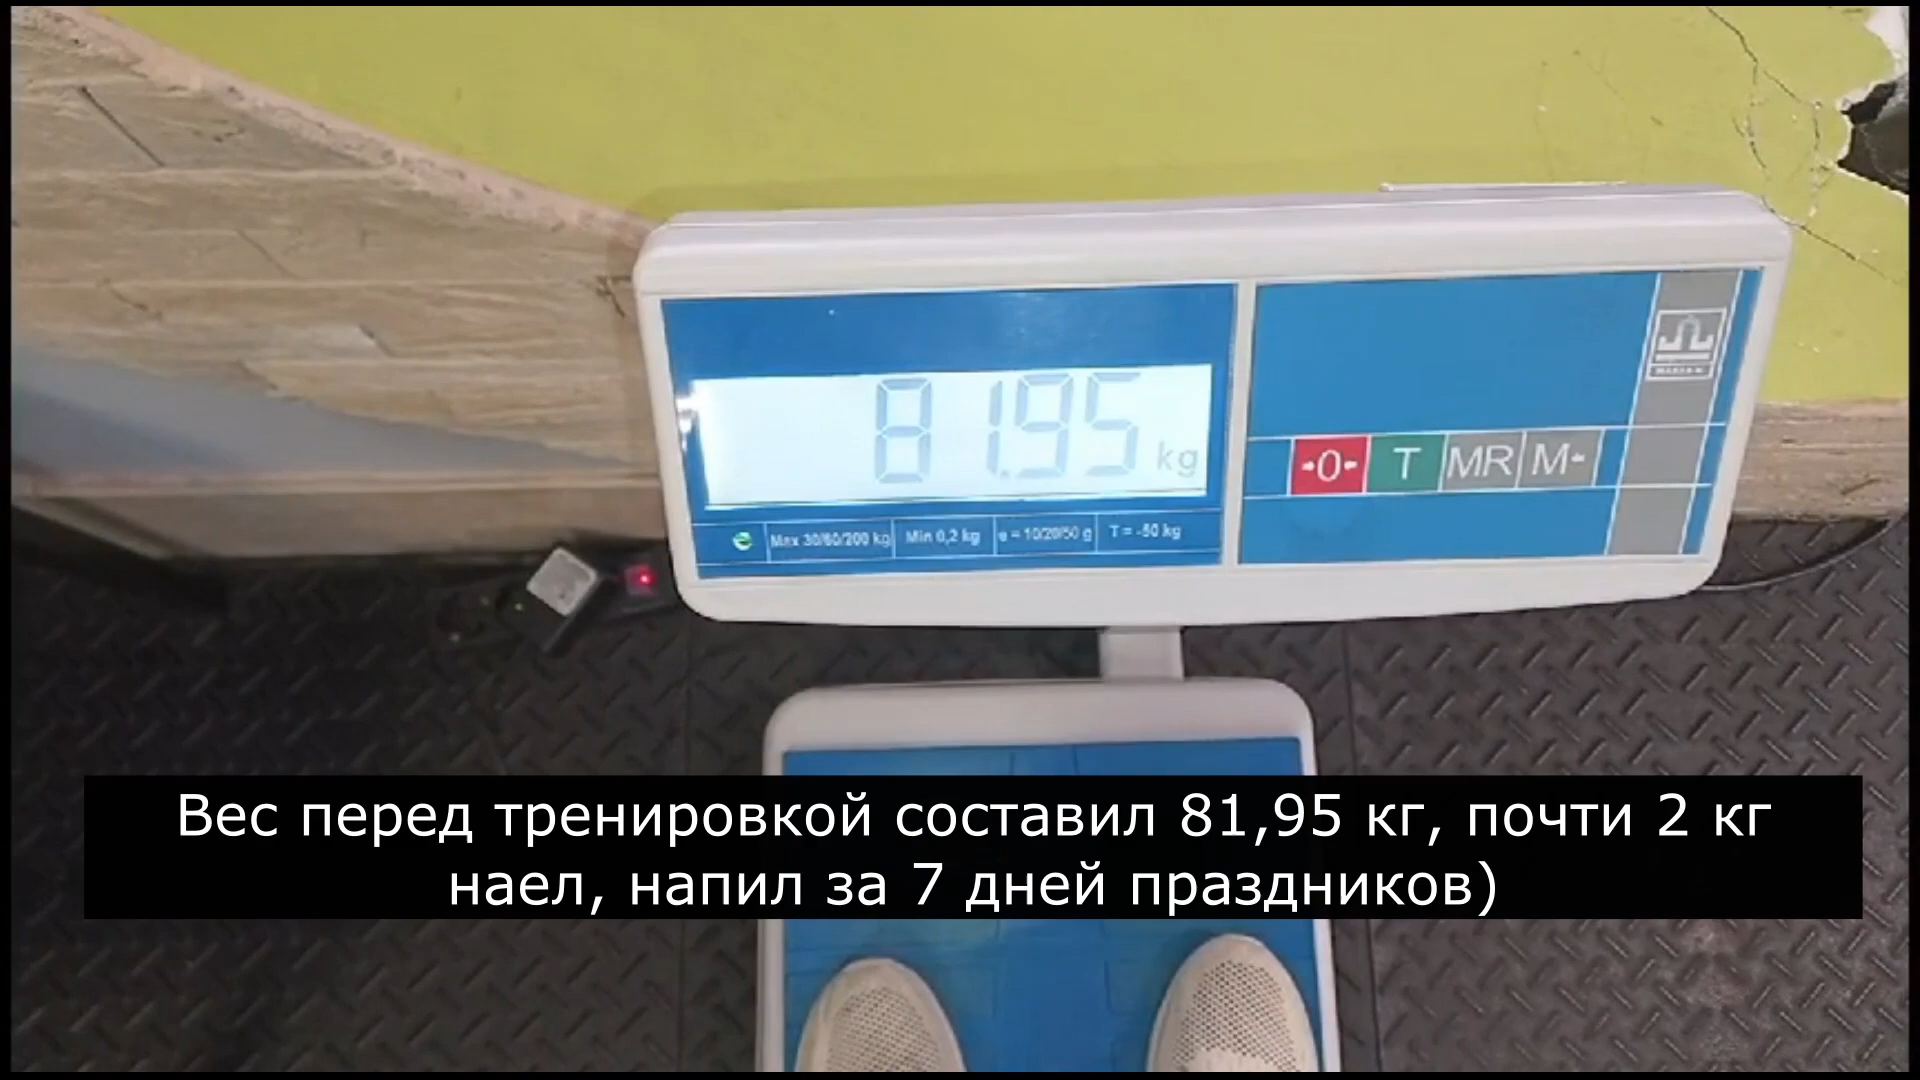 81.95 kg
Max 30/60/200 kg Min 0,2 kg e = 10/20/50 g T = -50 kg
0 T MR M
Вес перед тренировкой составил 81,95 кг, почти 2 кг
наел, напил за 7 дней праздников)